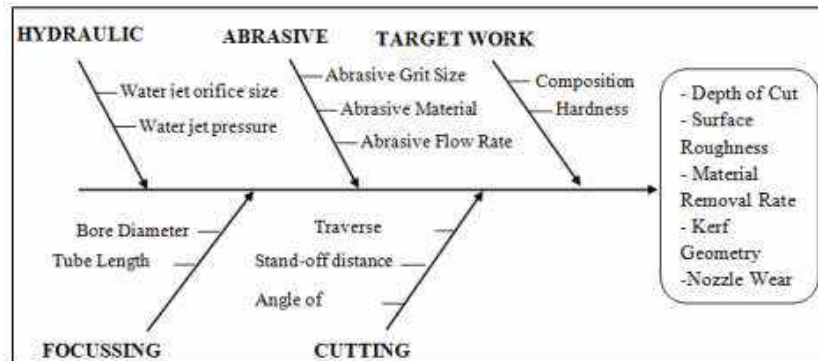 HYDRAULIC
ABRASIVE
TARGET WORK
Water jet orifice size
Water jet pressure
Abrasive Grit Size
Abrasive Material
Abrasive Flow Rate
Composition
Hardness
- Depth of Cut
- Surface
Roughness
- Material
Removal Rate
- Kerf
Geometry
-Nozzle Wear
Bore Diameter
Tube Length
Traverse
Stand-off distance
Angle of
FOCUSSING
CUTTING